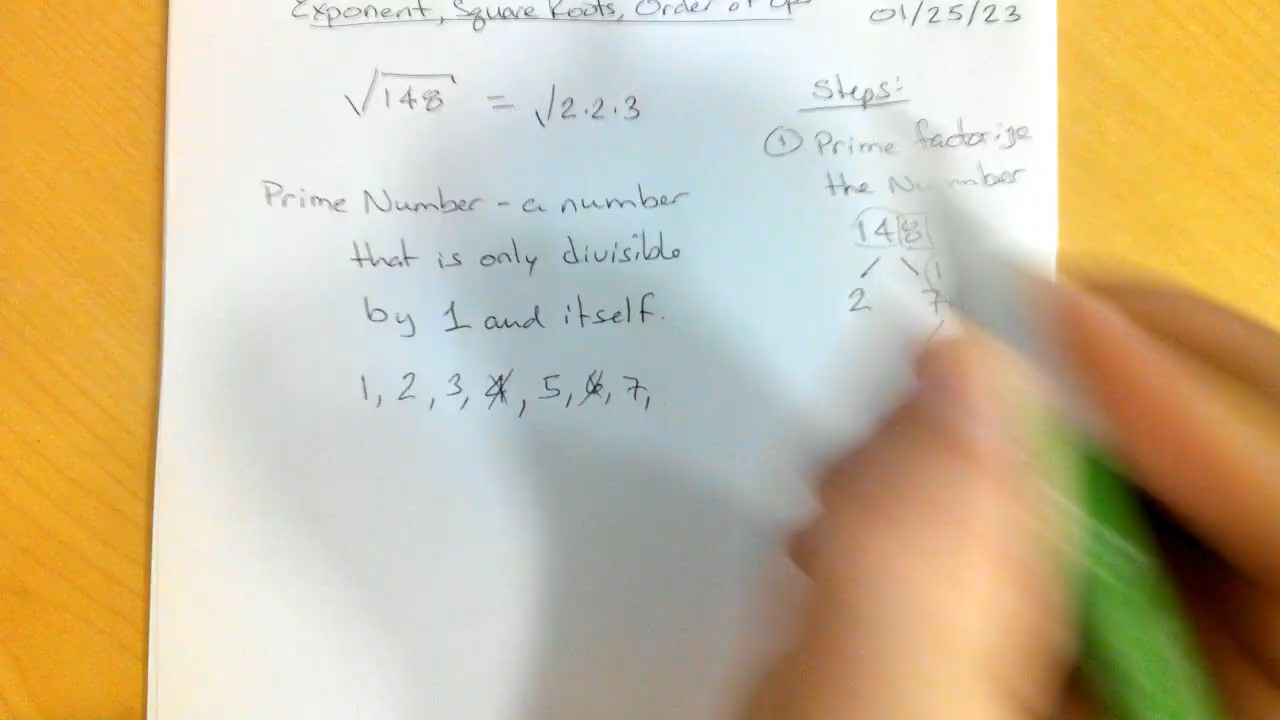 Exponent, Square Roots, Order of Op
01/25/23
√148 = √2.2.3
Steps:
① Prime factorize
the Number
148
2 7
Prime Number - a number
that is only divisible
by 1 and itself.
1, 2, 3, 4, 5, 6, 7,